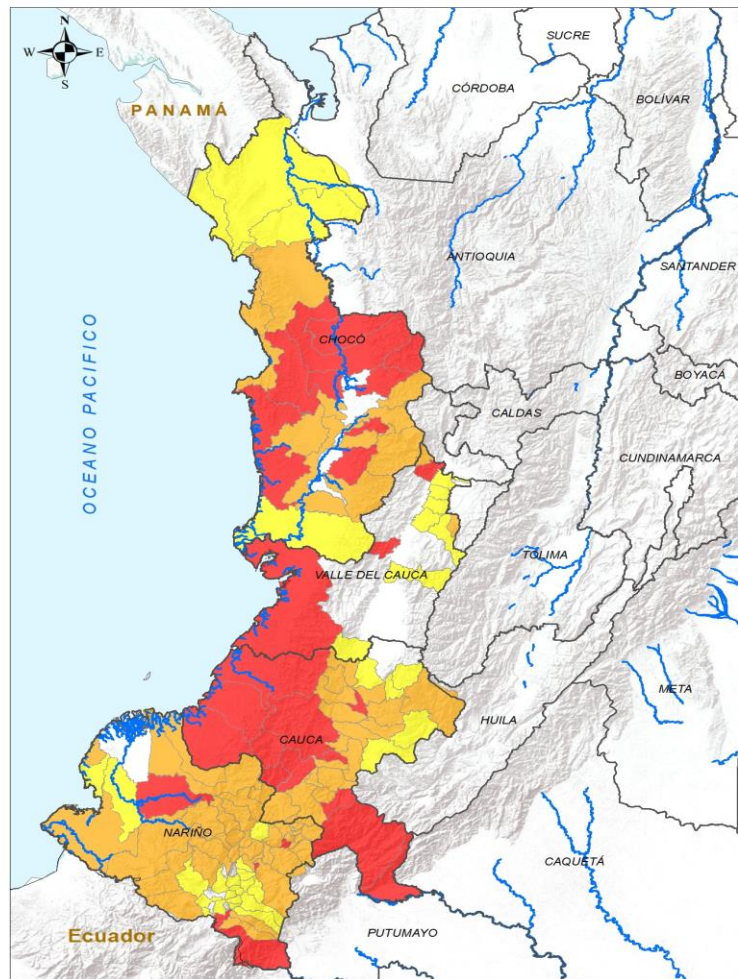 N
W E
S
SUCRE
CÓRDOBA
BOLÍVAR
PANAMÁ
ANTIOQUIA
SANTANDER
CHOCÓ
OCEANO PACIFICO
BOYACÁ
CALDAS
CUNDINAMARCA
TOLIMA
VALLE DEL CAUCA
META
HUILA
CAUCA
NARIÑO
CAQUETÁ
Ecuador
PUTUMAYO